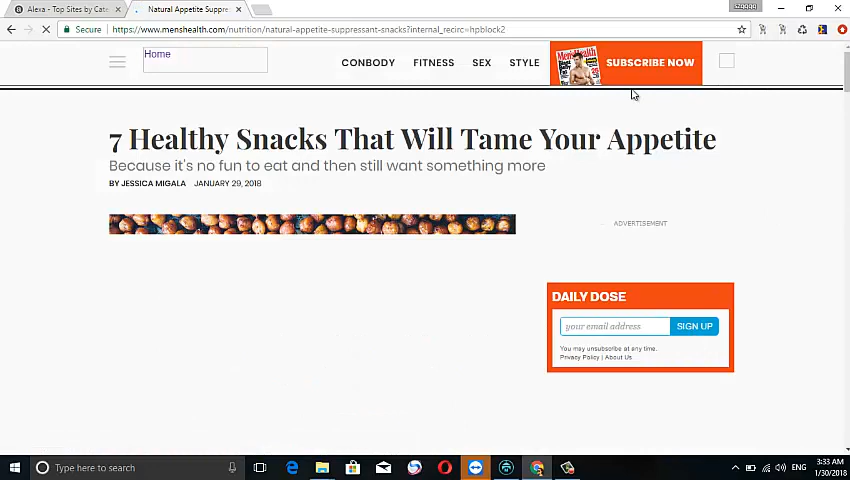 Alexa - Top Sites by Cate
Natural Appetite Suppre
szaqqq
Secure
https://www.menshealth.com/nutrition/natural-appetite-suppressant-snacks?internal_recirc=hpblock2
Home
CONBODY
FITNESS
SEX
STYLE
Men'sHealth
SUBSCRIBE NOW
7 Healthy Snacks That Will Tame Your Appetite
Because it's no fun to eat and then still want something more
BY JESSICA MIGALA JANUARY 29, 2018
ADVERTISEMENT
DAILY DOSE
your email address
SIGN UP
You may unsubscribe at any time.
Privacy Policy | About Us
Type here to search
ENG
3:33 AM
1/30/2018